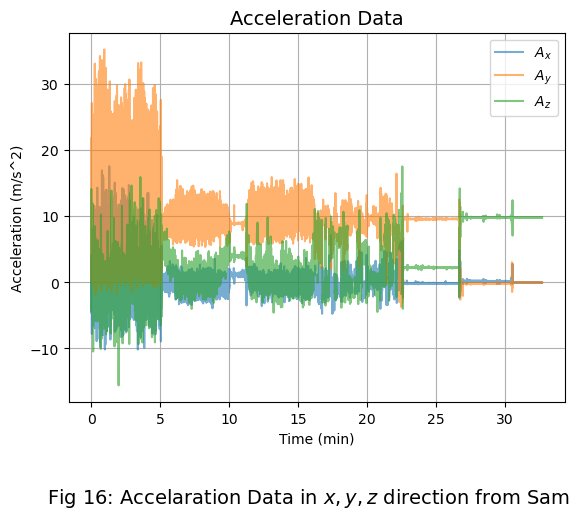 Acceleration Data
Acceleration (m/s^2)
30
20
10
0
−10
A_x
A_y
A_z
0 5 10 15 20 25 30
Time (min)
Fig 16: Accelaration Data in x, y, z direction from Sam